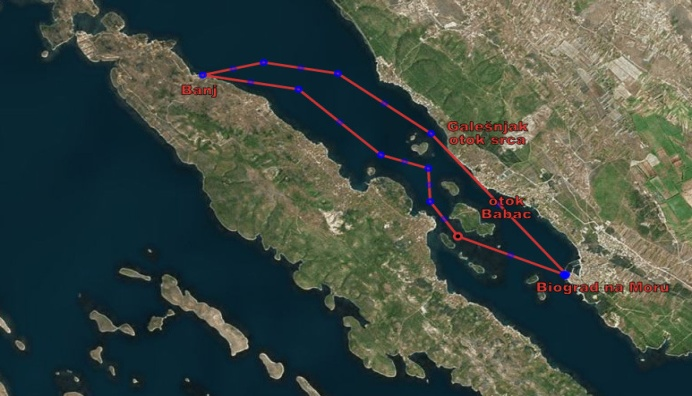 Banj
Galešnjak
otok srca
otok
Babac
Biograd na Moru